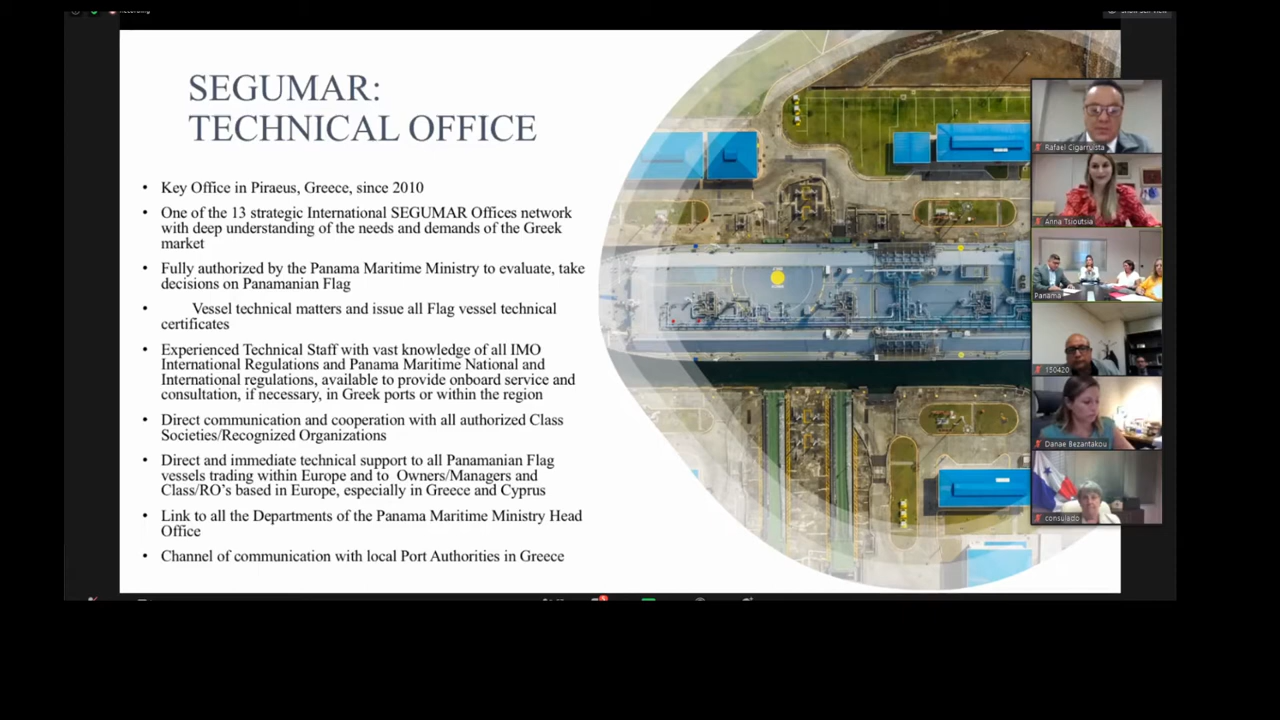 SEGUMAR:
TECHNICAL OFFICE
• Key Office in Piraeus, Greece, since 2010
• One of the 13 strategic International SEGUMAR Offices network
with deep understanding of the needs and demands of the Greek
market
• Fully authorized by the Panama Maritime Ministry to evaluate, take
decisions on Panamanian Flag
• Vessel technical matters and issue all Flag vessel technical
certificates
• Experienced Technical Staff with vast knowledge of all IMO
International Regulations and Panama Maritime National and
International regulations, available to provide onboard service and
consultation, if necessary, in Greek ports or within the region
• Direct communication and cooperation with all authorized Class
Societies/Recognized Organizations
• Direct and immediate technical support to all Panamanian Flag
vessels trading within Europe and to Owners/Managers and
Class/RO's based in Europe, especially in Greece and Cyprus
• Link to all the Departments of the Panama Maritime Ministry Head
Office
• Channel of communication with local Port Authorities in Greece
Rafael Cigarruista
Anna Tsioutsia
Panama
150420
Danae Bezantakou
consulado